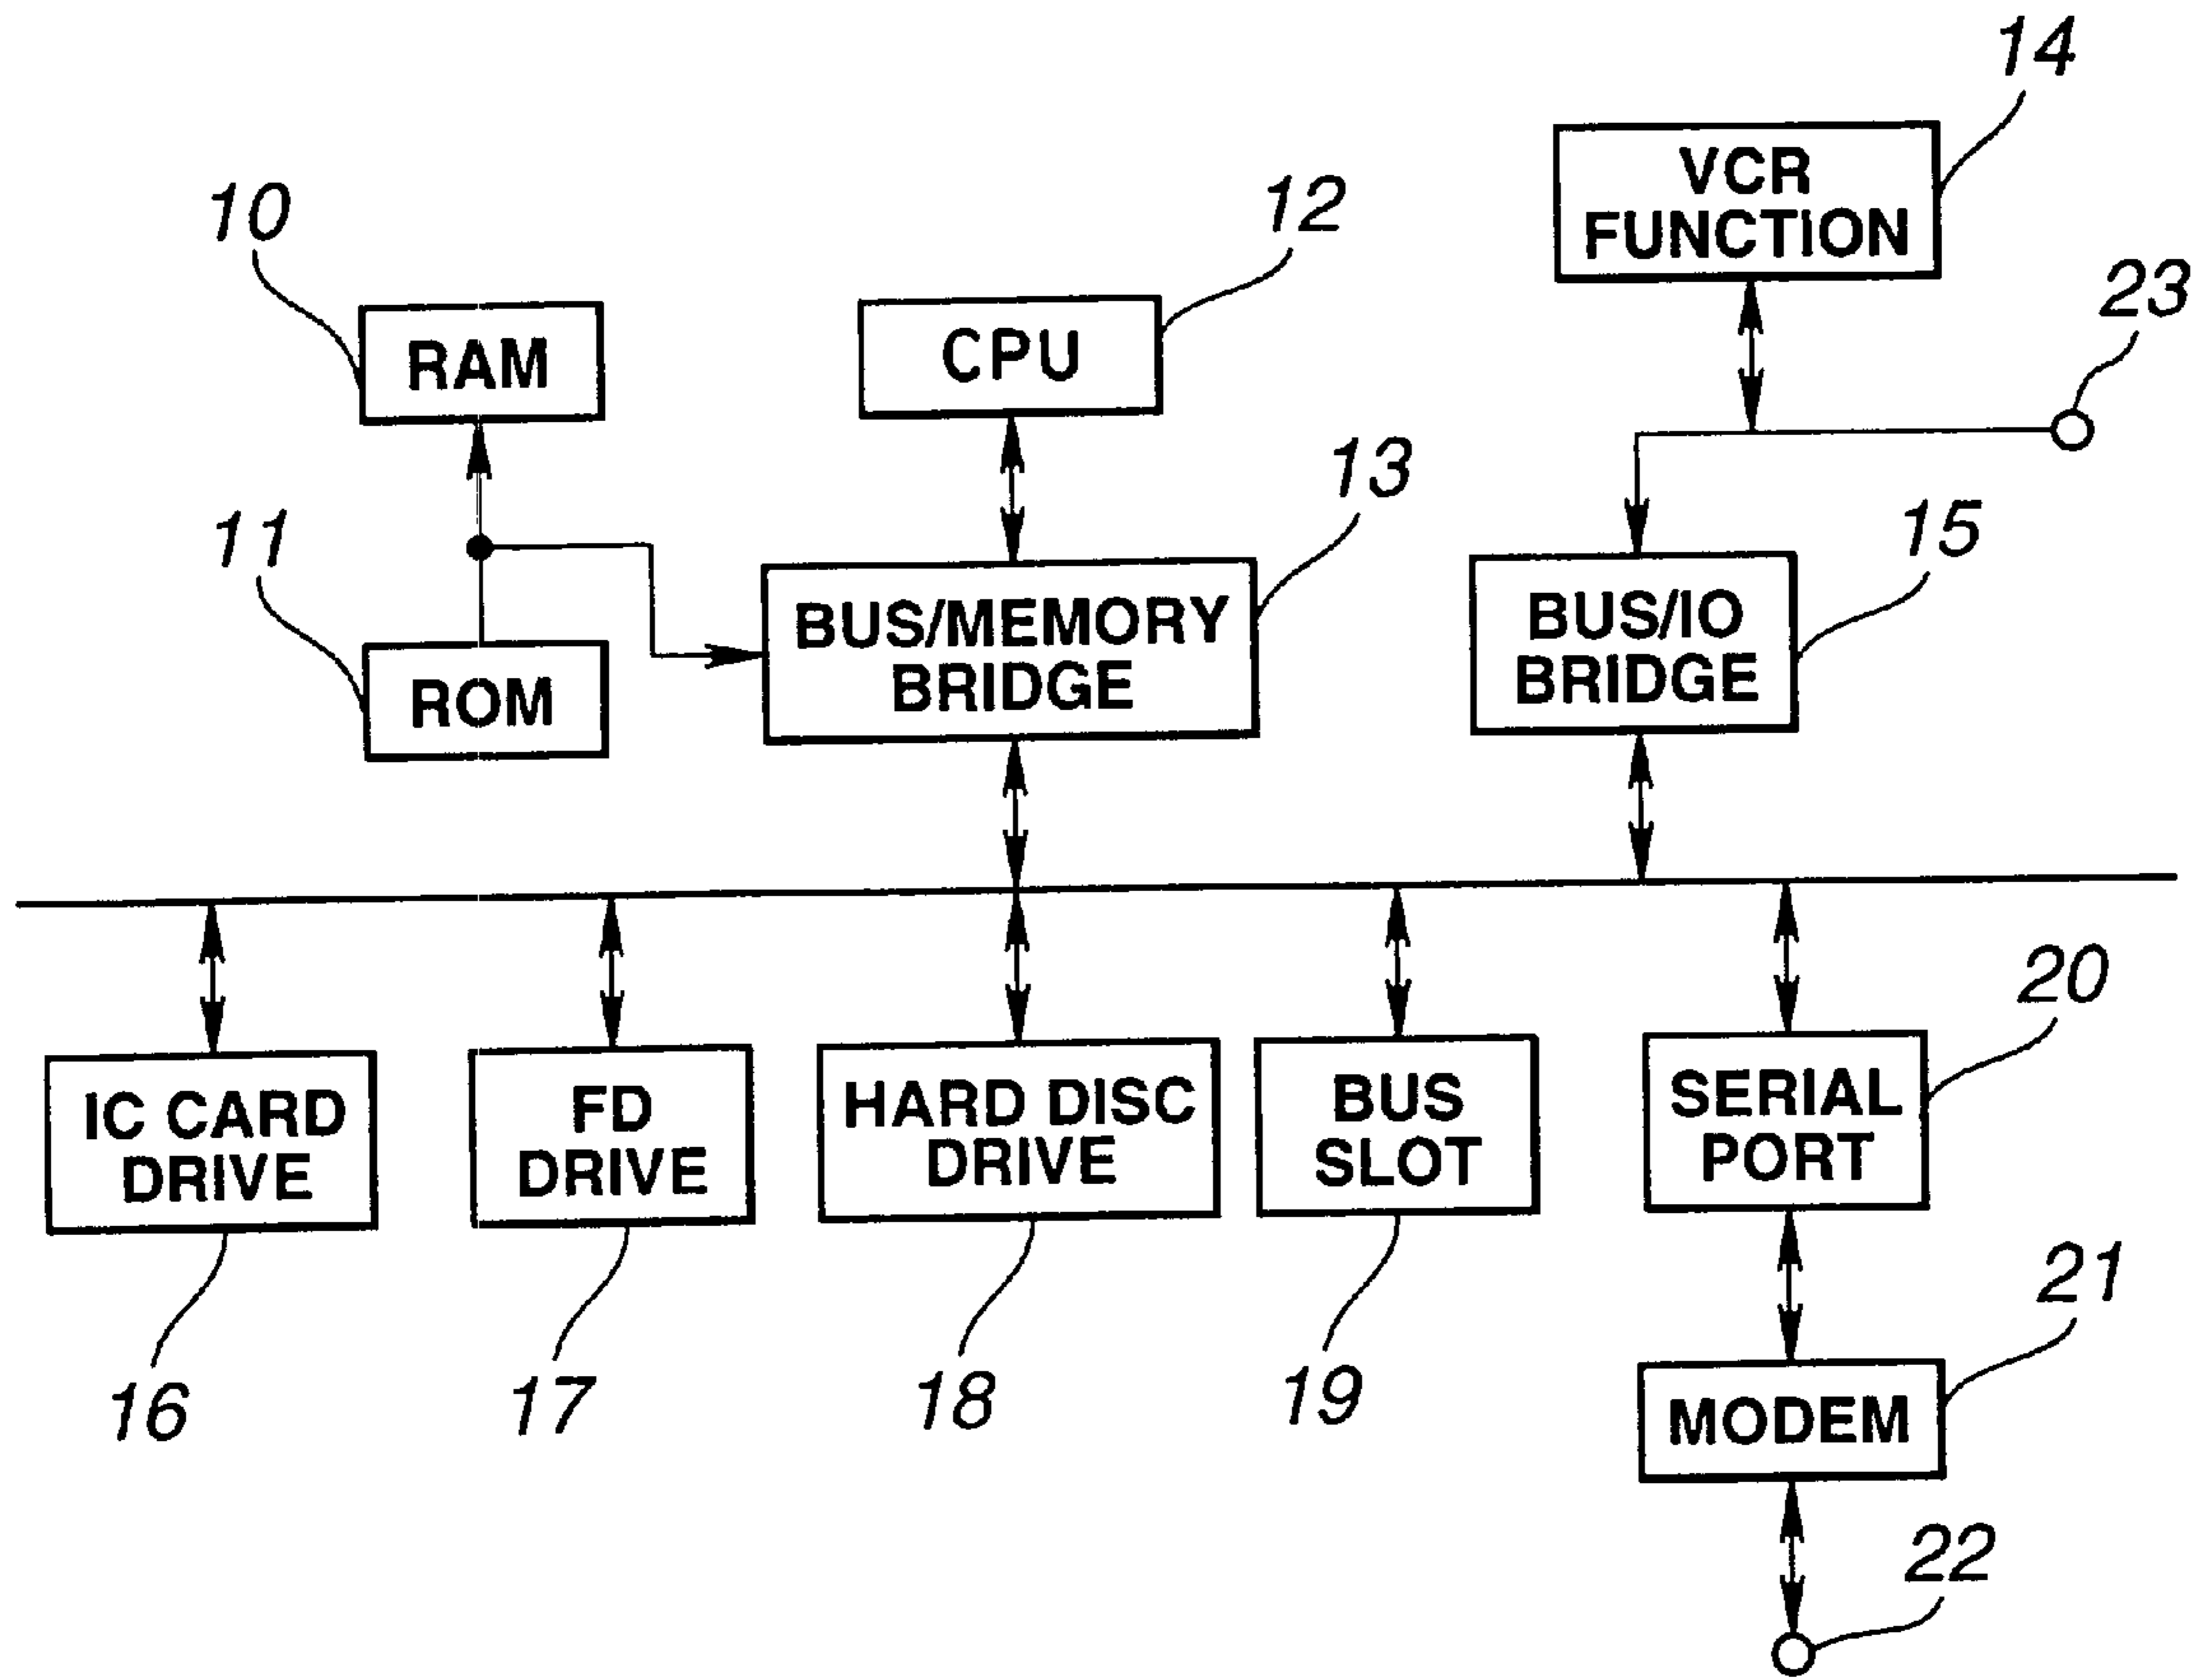 14
VCR
FUNCTION
10
12
23
RAM
CPU
13
11
15
BUS/MEMORY
BRIDGE
BUS/IO
BRIDGE
ROM
20
IC CARD
DRIVE
FD
DRIVE
HARD DISC
DRIVE
BUS
SLOT
SERIAL
PORT
21
16
17
18
19
MODEM
22